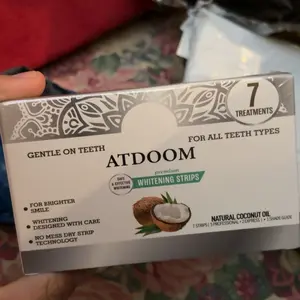 7
TREATMENTS
GENTLE ON TEETH
FOR ALL TEETH TYPES
ATDOOM
SAFE & EFFECTIVE
WHITENING
WHITENING STRIPS
• FOR BRIGHTER
SMILE
• WHITENING
DESIGNED WITH CARE
• NO MESS DRY STRIP
TECHNOLOGY
NATURAL COCONUT OIL